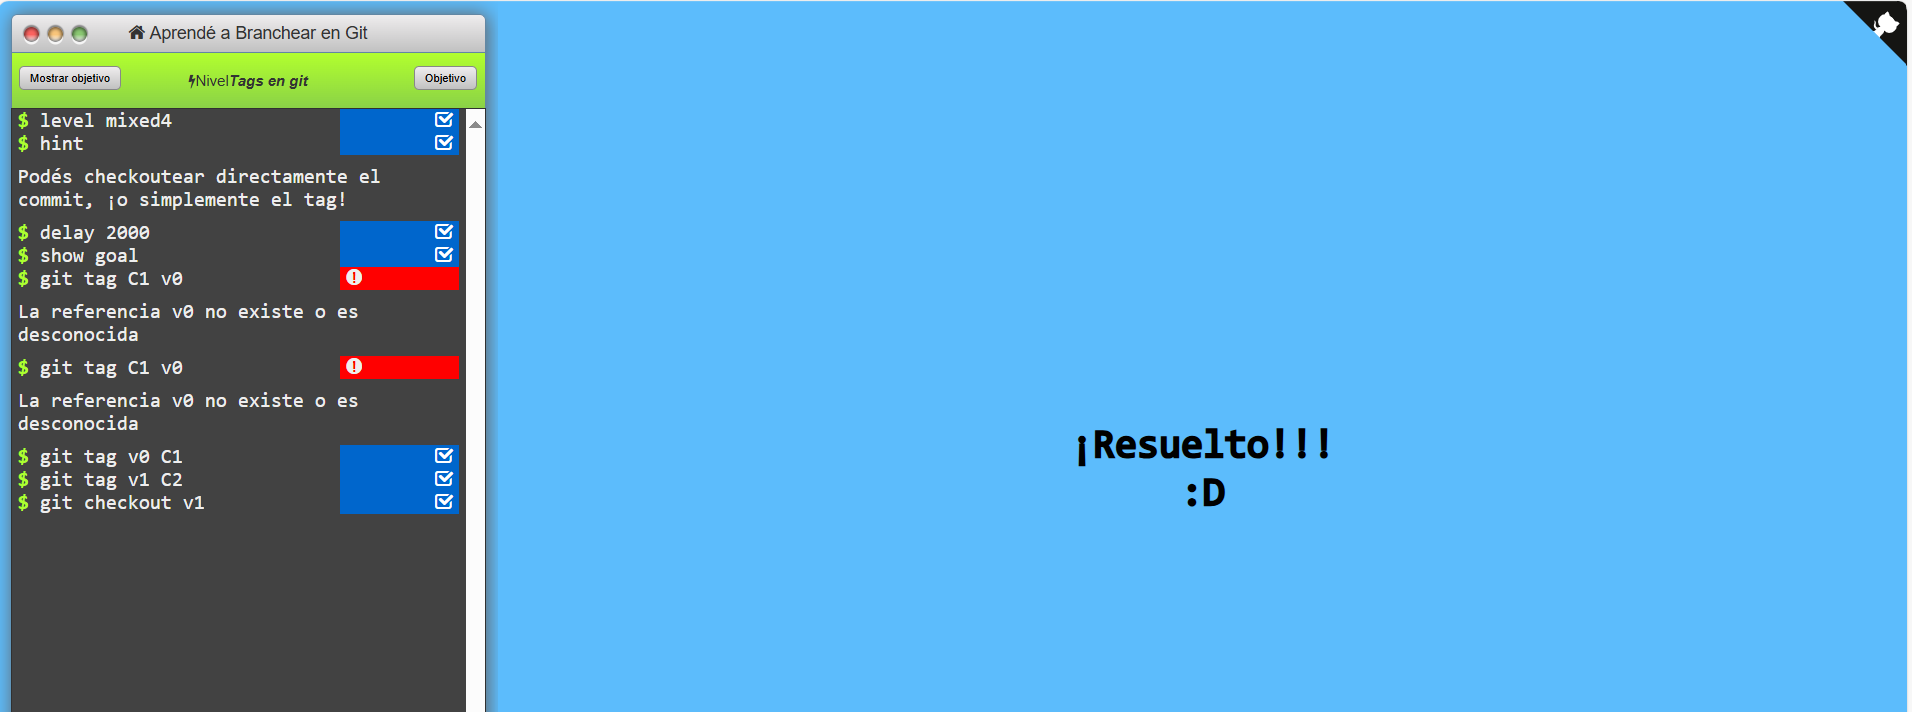 Aprendé a Branchear en Git
Mostrar objetivo
NivelTags en git
Objetivo
$ level mixed4
$ hint
Podés checkoutear directamente el
commit, ¡o simplemente el tag!
$ delay 2000
$ show goal
$ git tag C1 v0
La referencia v0 no existe o es
desconocida
$ git tag C1 v0
La referencia v0 no existe o es
desconocida
$ git tag v0 C1
$ git tag v1 C2
$ git checkout v1
¡Resuelto!!!
:D